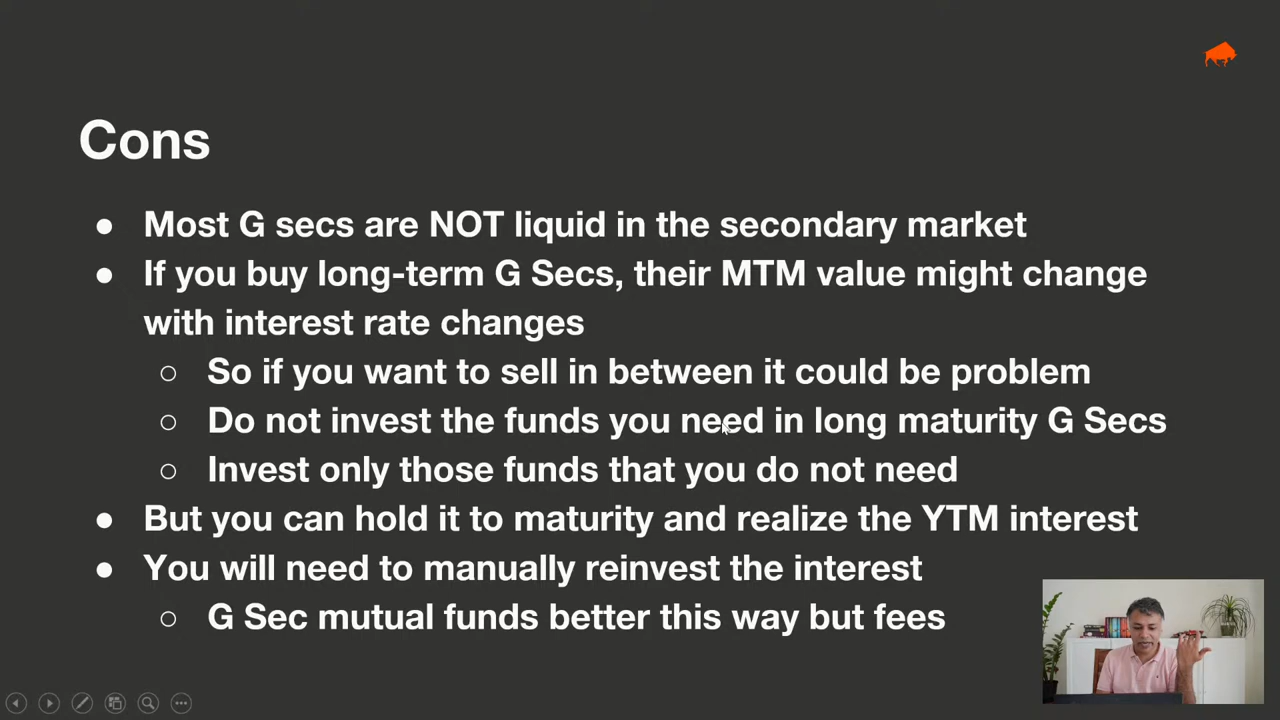 Cons
● Most G secs are NOT liquid in the secondary market
● If you buy long-term G Secs, their MTM value might change
with interest rate changes
○ So if you want to sell in between it could be problem
○ Do not invest the funds you need in long maturity G Secs
○ Invest only those funds that you do not need
● But you can hold it to maturity and realize the YTM interest
● You will need to manually reinvest the interest
○ G Sec mutual funds better this way but fees